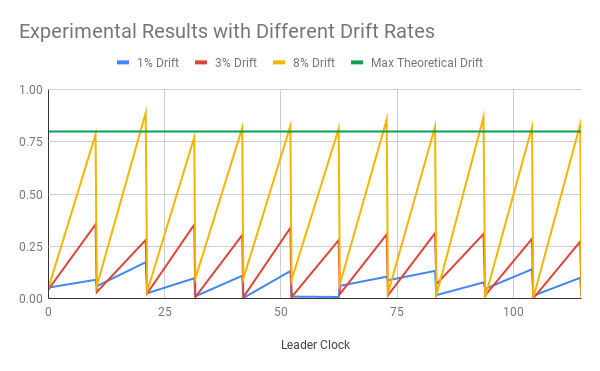 Experimental Results with Different Drift Rates
1% Drift 3% Drift 8% Drift Max Theoretical Drift
1.00
0.75
0.50
0.25
0.00
0 25 50 75 100
Leader Clock